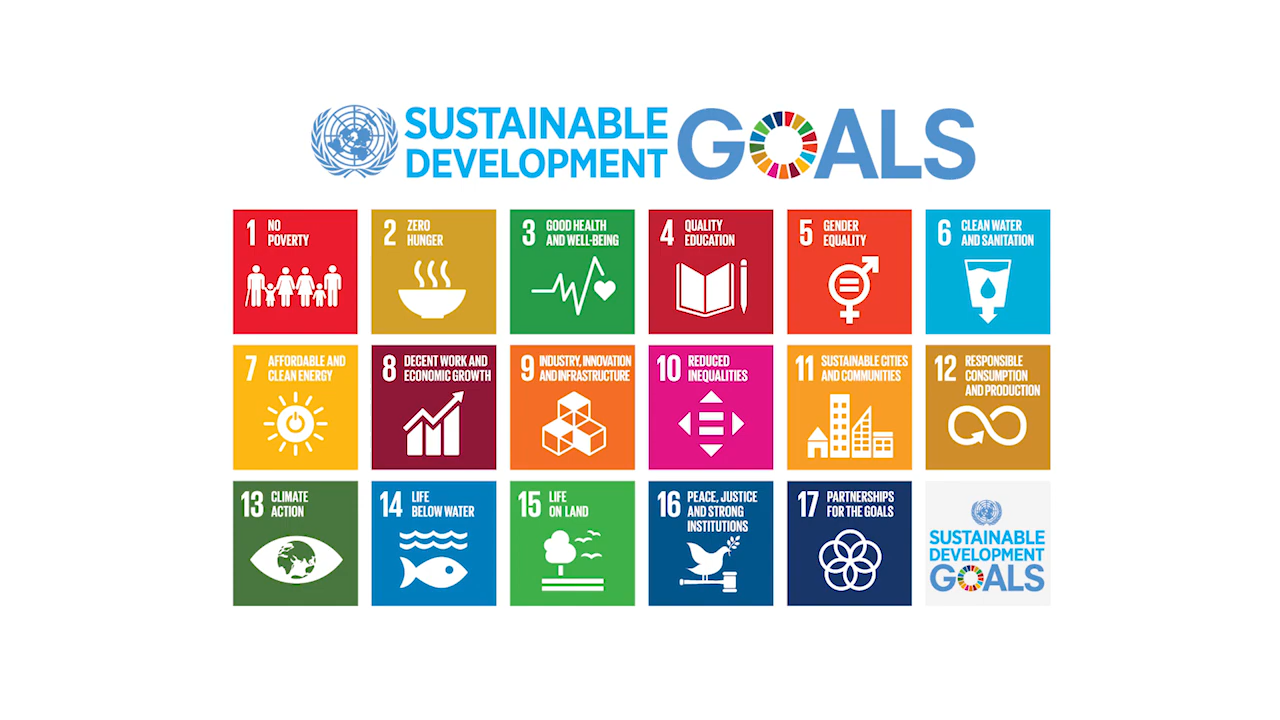 SUSTAINABLE
DEVELOPMENT
GOALS
1 NO
POVERTY
2 ZERO
HUNGER
3 GOOD HEALTH
AND WELL-BEING
4 QUALITY
EDUCATION
5 GENDER
EQUALITY
6 CLEAN WATER
AND SANITATION
7 AFFORDABLE AND
CLEAN ENERGY
8 DECENT WORK AND
ECONOMIC GROWTH
9 INDUSTRY, INNOVATION
AND INFRASTRUCTURE
10 REDUCED
INEQUALITIES
11 SUSTAINABLE CITIES
AND COMMUNITIES
12 RESPONSIBLE
CONSUMPTION
AND PRODUCTION
13 CLIMATE
ACTION
14 LIFE
BELOW WATER
15 LIFE
ON LAND
16 PEACE, JUSTICE
AND STRONG
INSTITUTIONS
17 PARTNERSHIPS
FOR THE GOALS
SUSTAINABLE
DEVELOPMENT
GOALS